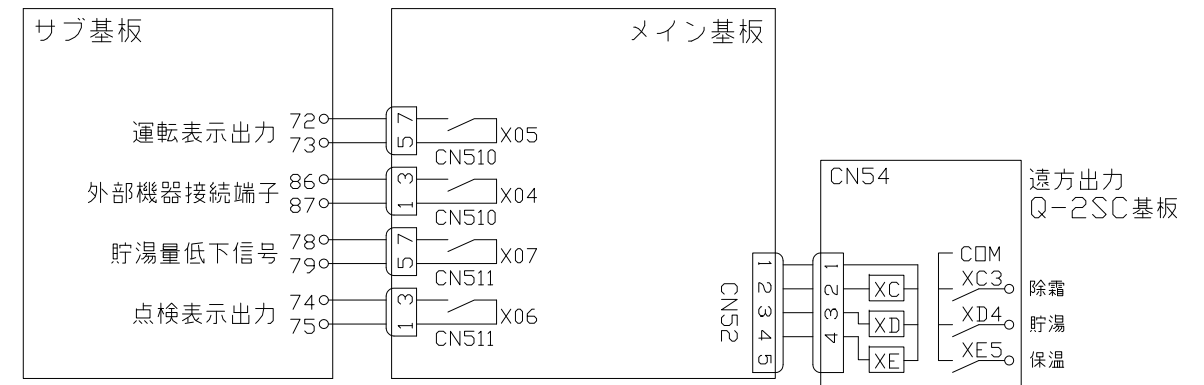 サブ基板
メイン基板
運転表示出力
72
73
7
5
X05
CN510
外部機器接続端子
86
87
3
1
X04
CN510
貯湯量低下信号
78
79
7
5
X07
CN511
点検表示出力
74
75
3
1
X06
CN511
CN52
1
2
3
4
5
CN54
遠方出力
Q-2SC基板
1
2
3
4
XC
XD
XE
COM
XC3
除霜
XD4
貯湯
XE5
保温